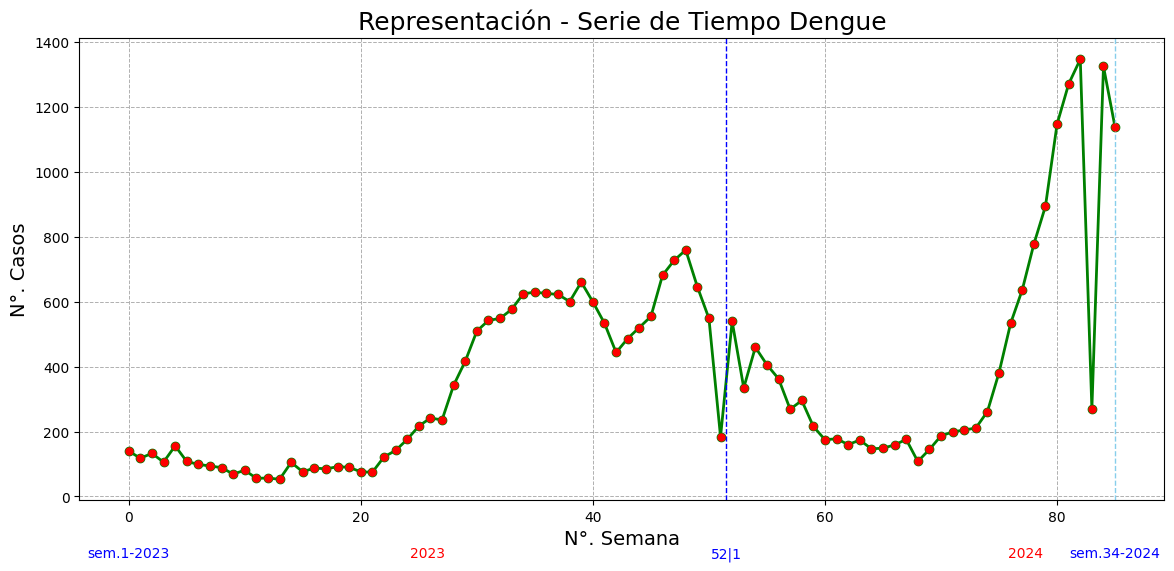 Representación - Serie de Tiempo Dengue
1400
1200
1000
800
600
400
200
0
N°. Casos
0 20 40 60 80
N°. Semana
sem.1-2023 2023 52|1 2024 sem.34-2024